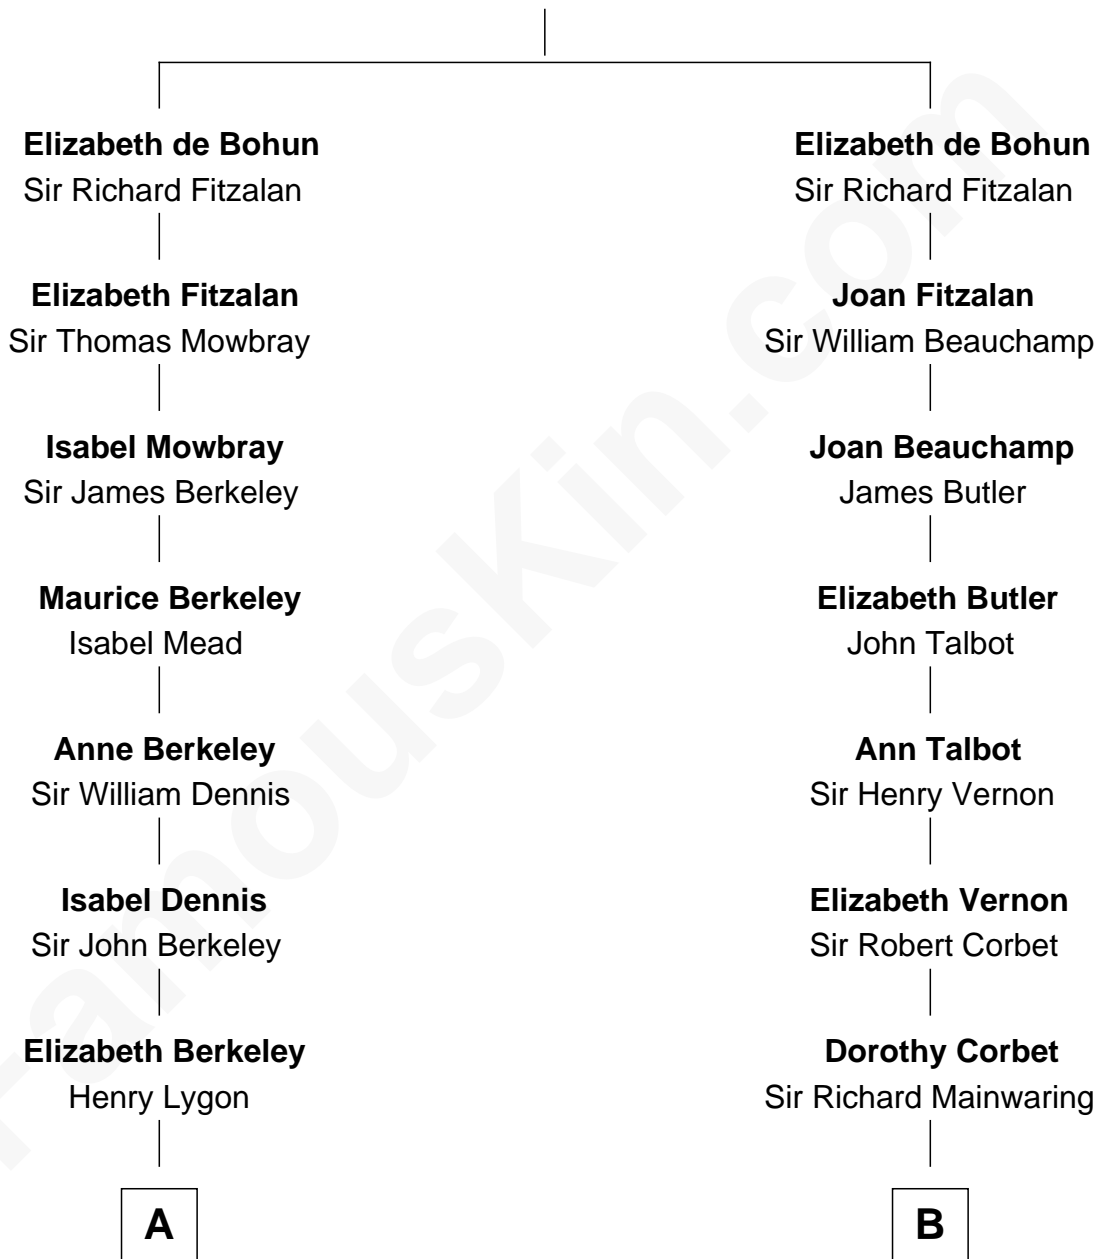 Elizabeth de Bohun
Sir Richard Fitzalan
Elizabeth Fitzalan
Sir Thomas Mowbray
Isabel Mowbray
Sir James Berkeley
Maurice Berkeley
Isabel Mead
Anne Berkeley
Sir William Dennis
Isabel Dennis
Sir John Berkeley
Elizabeth Berkeley
Henry Lygon
A
Elizabeth de Bohun
Sir Richard Fitzalan
Joan Fitzalan
Sir William Beauchamp
Joan Beauchamp
James Butler
Elizabeth Butler
John Talbot
Ann Talbot
Sir Henry Vernon
Elizabeth Vernon
Sir Robert Corbet
Dorothy Corbet
Sir Richard Mainwaring
B
FamousKin.com